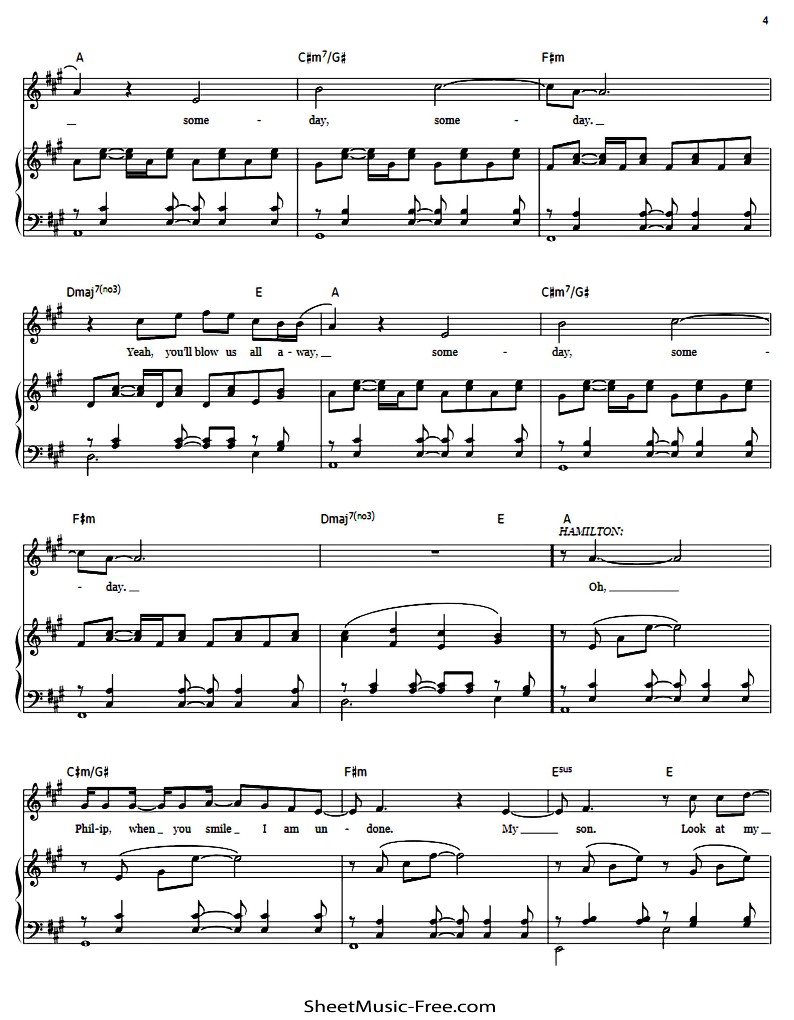 4
A C♯m7/G♯ F♯m
some - day, some - day.
Dmaj7(no3) E A C♯m7/G♯
Yeah, you'll blow us all a - way, some - day, some -
F♯m Dmaj7(no3) E A
HAMILTON:
- day. Oh,
C♯m/G♯ F♯m Esus E
Phil-ip, when you smile I am un - done. My son. Look at my
SheetMusic-Free.com